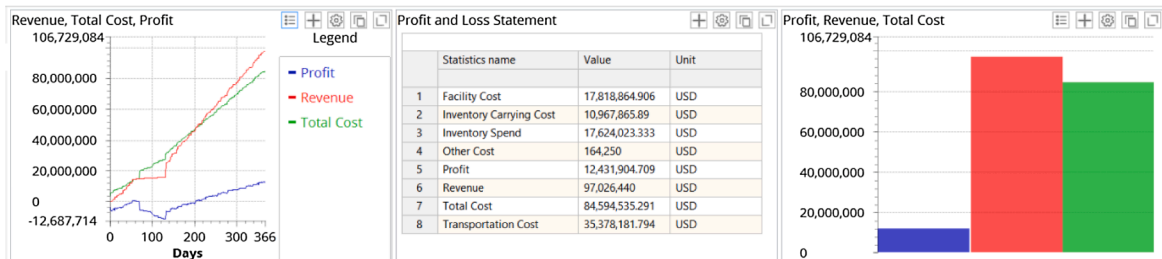 Revenue, Total Cost, Profit
Legend
106,729,084
80,000,000
60,000,000
40,000,000
20,000,000
0
-12,687,714
0 100 200 300 366
Days
Profit
Revenue
Total Cost
Profit and Loss Statement
Statistics name Value Unit
1 Facility Cost 17,818,864.906 USD
2 Inventory Carrying Cost 10,967,865.89 USD
3 Inventory Spend 17,624,023.333 USD
4 Other Cost 164,250 USD
5 Profit 12,431,904.709 USD
6 Revenue 97,026,440 USD
7 Total Cost 84,594,535.291 USD
8 Transportation Cost 35,378,181.794 USD
Profit, Revenue, Total Cost
106,729,084
80,000,000
60,000,000
40,000,000
20,000,000
0